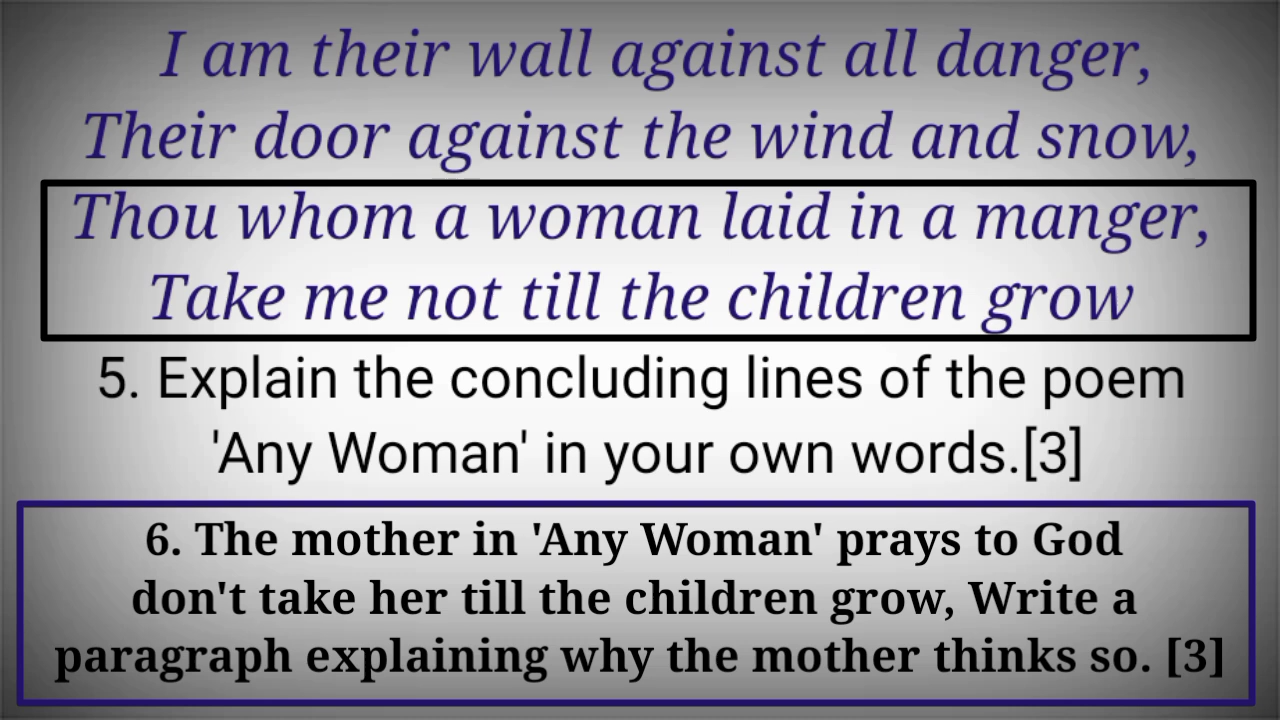 I am their wall against all danger,
Their door against the wind and snow,
Thou whom a woman laid in a manger,
Take me not till the children grow
5. Explain the concluding lines of the poem
'Any Woman' in your own words.[3]
6. The mother in 'Any Woman' prays to God
don't take her till the children grow, Write a
paragraph explaining why the mother thinks so. [3]